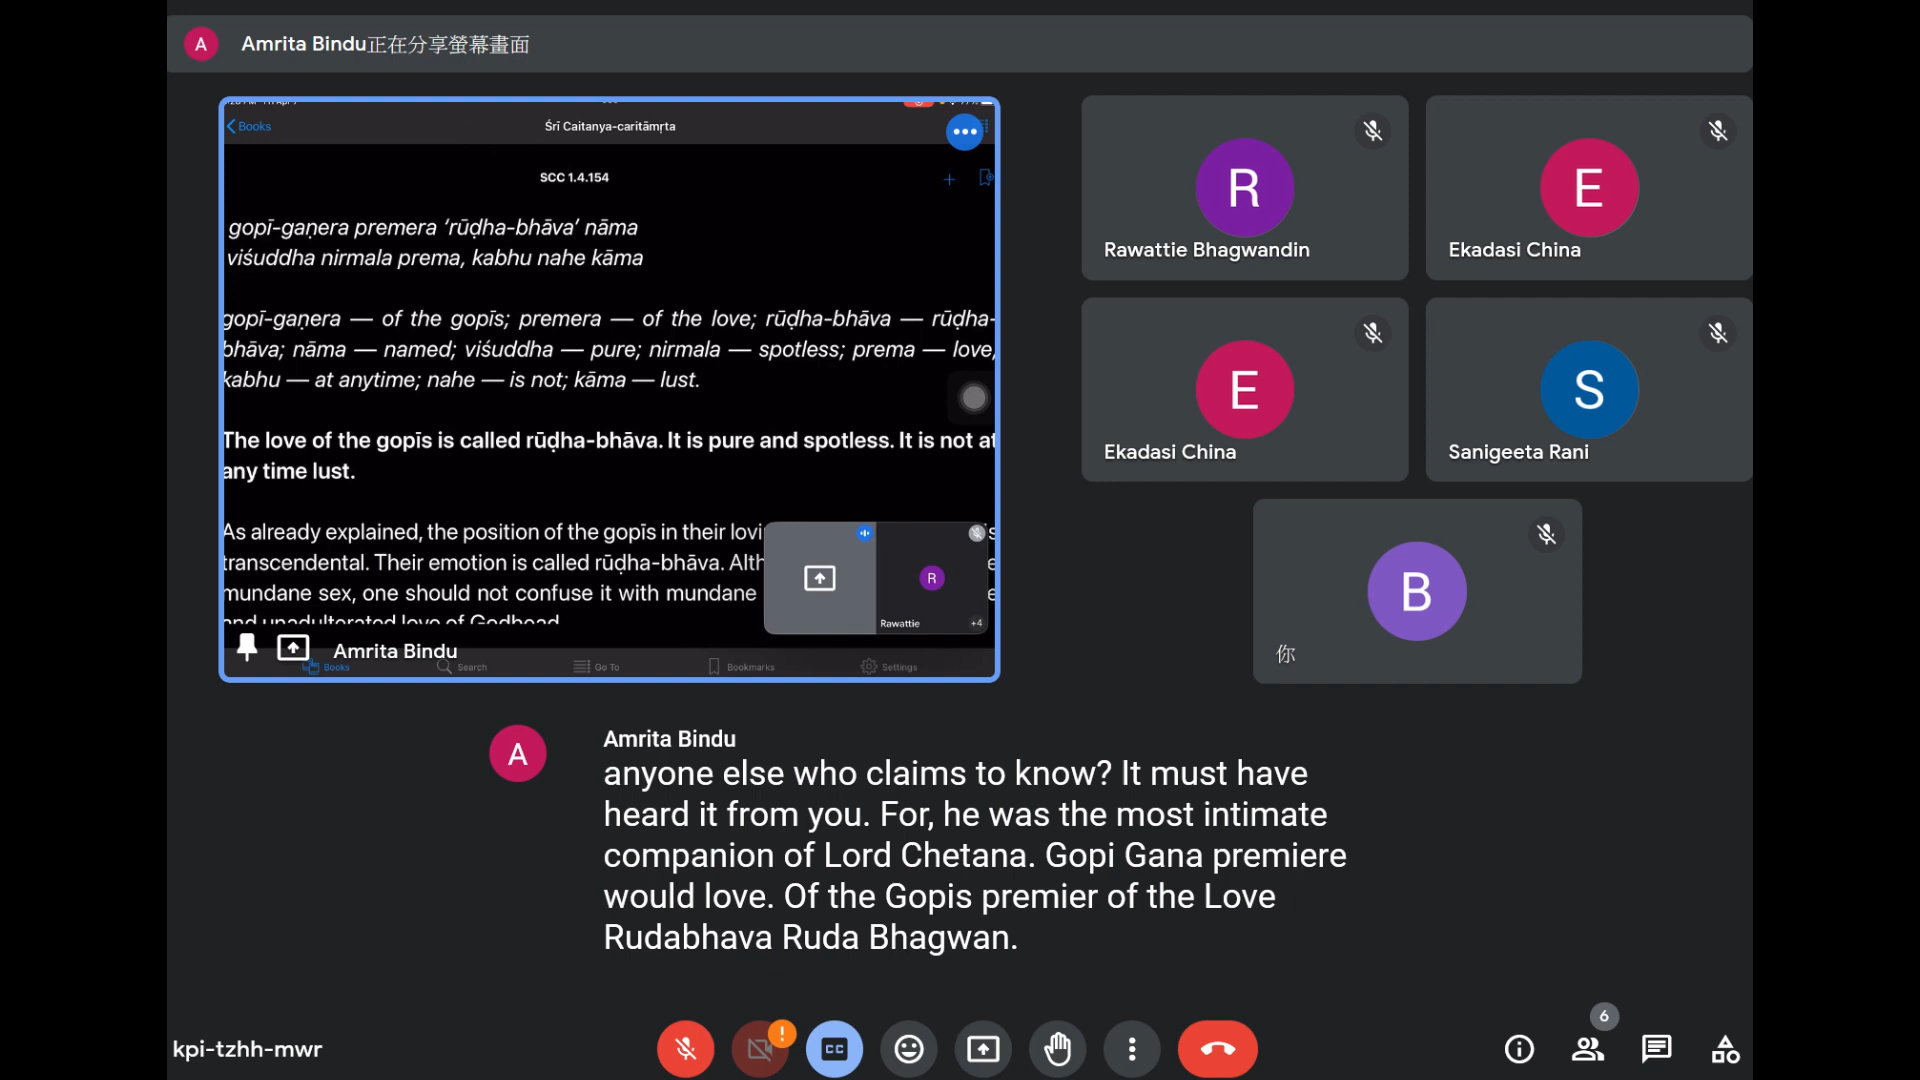 A
Amrita Bindu正在分享螢幕畫面
Books
Śrī Caitanya-caritāmṛta
SCC 1.4.154
gopī-gaṇera premera ‘rūḍha-bhāva’ nāma
viśuddha nirmala prema, kabhu nahe kāma
gopī-gaṇera — of the gopīs; premera — of the love; rūḍha-bhāva — rūḍha-
bhāva; nāma — named; viśuddha — pure; nirmala — spotless; prema — love;
kabhu — at anytime; nahe — is not; kāma — lust.
The love of the gopīs is called rūḍha-bhāva. It is pure and spotless. It is not at
any time lust.
As already explained, the position of the gopīs in their lovi
transcendental. Their emotion is called rūḍha-bhāva. Alth
mundane sex, one should not confuse it with mundane
and unadulterated love of Godhead
R
Rawattie
+4
Amrita Bindu
Books
Search
Go To
Bookmarks
Settings
R
Rawattie Bhagwandin
E
Ekadasi China
E
Ekadasi China
S
Sanigeeta Rani
B
你
A
Amrita Bindu
anyone else who claims to know? It must have
heard it from you. For, he was the most intimate
companion of Lord Chetana. Gopi Gana premiere
would love. Of the Gopis premier of the Love
Rudabhava Ruda Bhagwan.
kpi-tzhh-mwr
CC
6